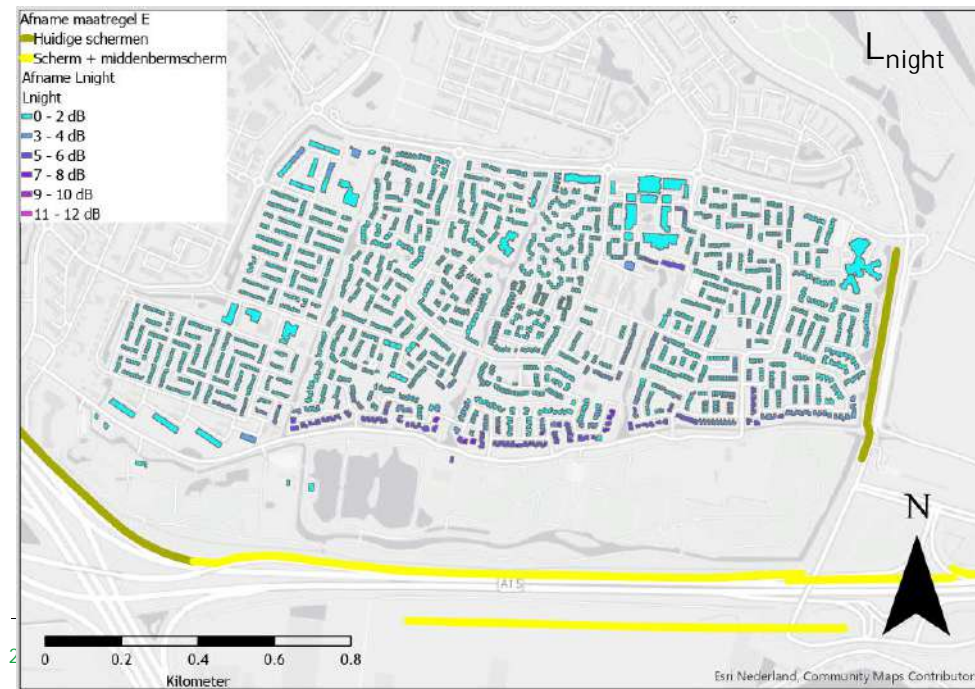 Afname maatregel E
Huidige schermen
Scherm + middenbermscherm
Afname Lnight
Lnight
0 - 2 dB
3 - 4 dB
5 - 6 dB
7 - 8 dB
9 - 10 dB
11 - 12 dB
Lnight
N
A15
0 0.2 0.4 0.6 0.8
Kilometer
2
Esri Nederland, Community Maps Contributor